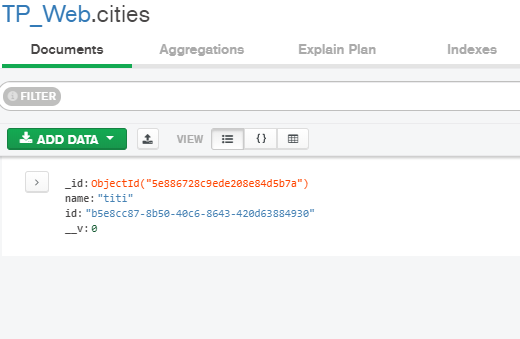 TP_Web.cities
Documents Aggregations Explain Plan Indexes
FILTER
ADD DATA VIEW { }
_id: ObjectId("5e886728c9ede208e84d5b7a")
name: "titi"
id: "b5e8cc87-8b50-40c6-8643-420d63884930"
__v: 0